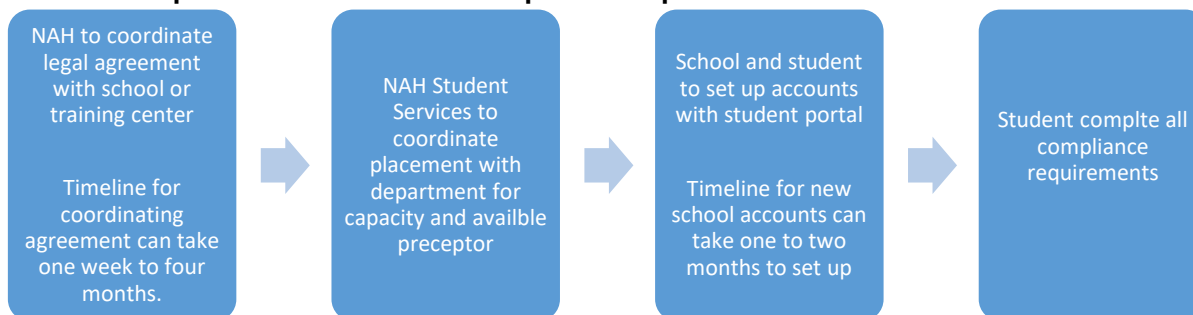 NAH to coordinate
legal agreement
with school or
training center
Timeline for
coordinating
agreement can take
one week to four
months.
NAH Student
Services to
coordinate
placement with
department for
capacity and availble
preceptor
School and student
to set up accounts
with student portal
Timeline for new
school accounts can
take one to two
months to set up
Student complte all
compliance
requirements